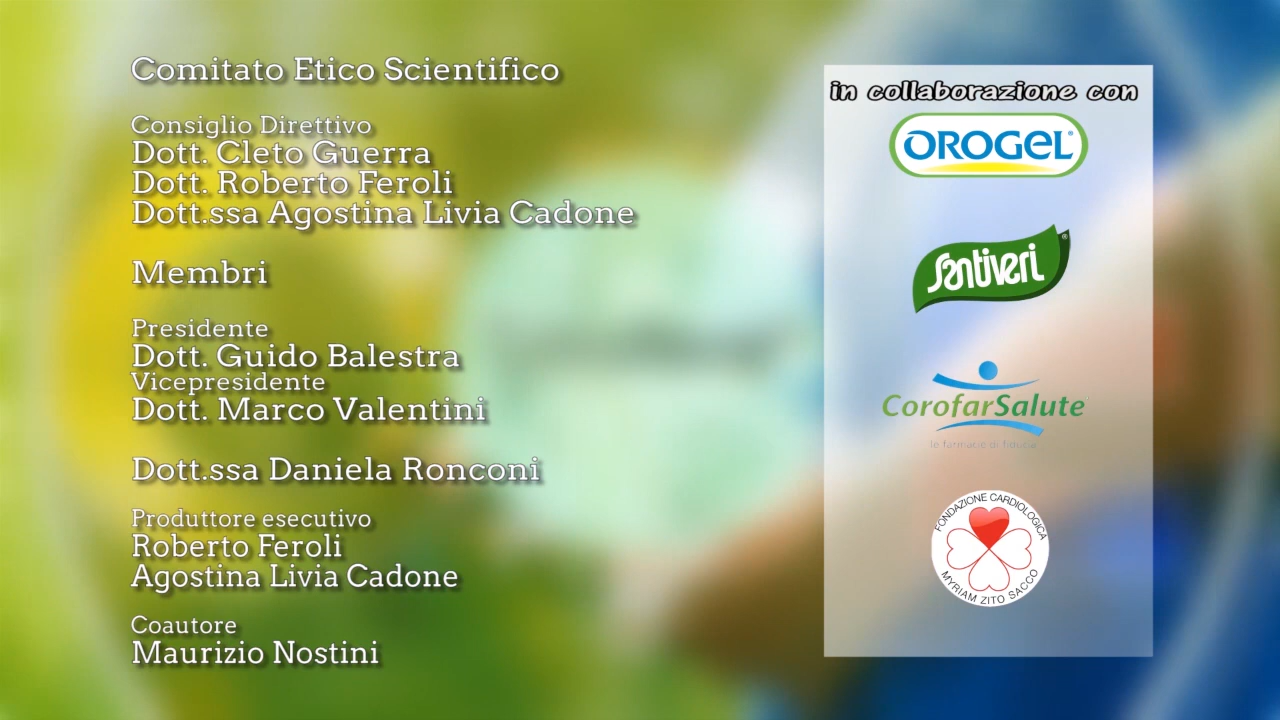 Comitato Etico Scientifico
Consiglio Direttivo
Dott. Cleto Guerra
Dott. Roberto Feroli
Dott.ssa Agostina Livia Cadone
Membri
Presidente
Dott. Guido Balestra
Vicepresidente
Dott. Marco Valentini
Dott.ssa Daniela Ronconi
Produttore esecutivo
Roberto Feroli
Agostina Livia Cadone
Coautore
Maurizio Nostini
in collaborazione con
OROGEL®
Santiveri®
CorofarSalute
le farmacie di fiducia
FONDAZIONE CARDIOLOGICA
MYRIAM ZITO SACCO